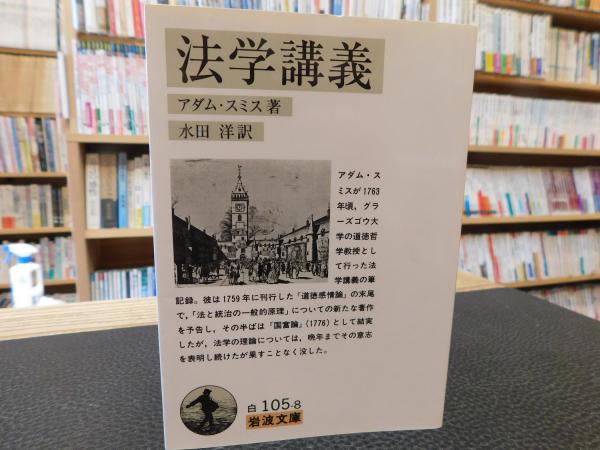 法学講義
アダム・スミス 著
水田 洋訳
アダム・ス
ミスが1763
年頃，グラ
ーズゴウ大
学の道徳哲
学教授とし
て行った法
学講義の筆
記録。彼は1759年に刊行した「道徳感情論」の末尾
で，「法と統治の一般的原理」についての新たな著作
を予告し，その半ばは「国富論」(1776)として結実
したが，法学の理論については，晩年までその意志
を表明し続けたが果すことなく没した。
白 105-8
岩波文庫